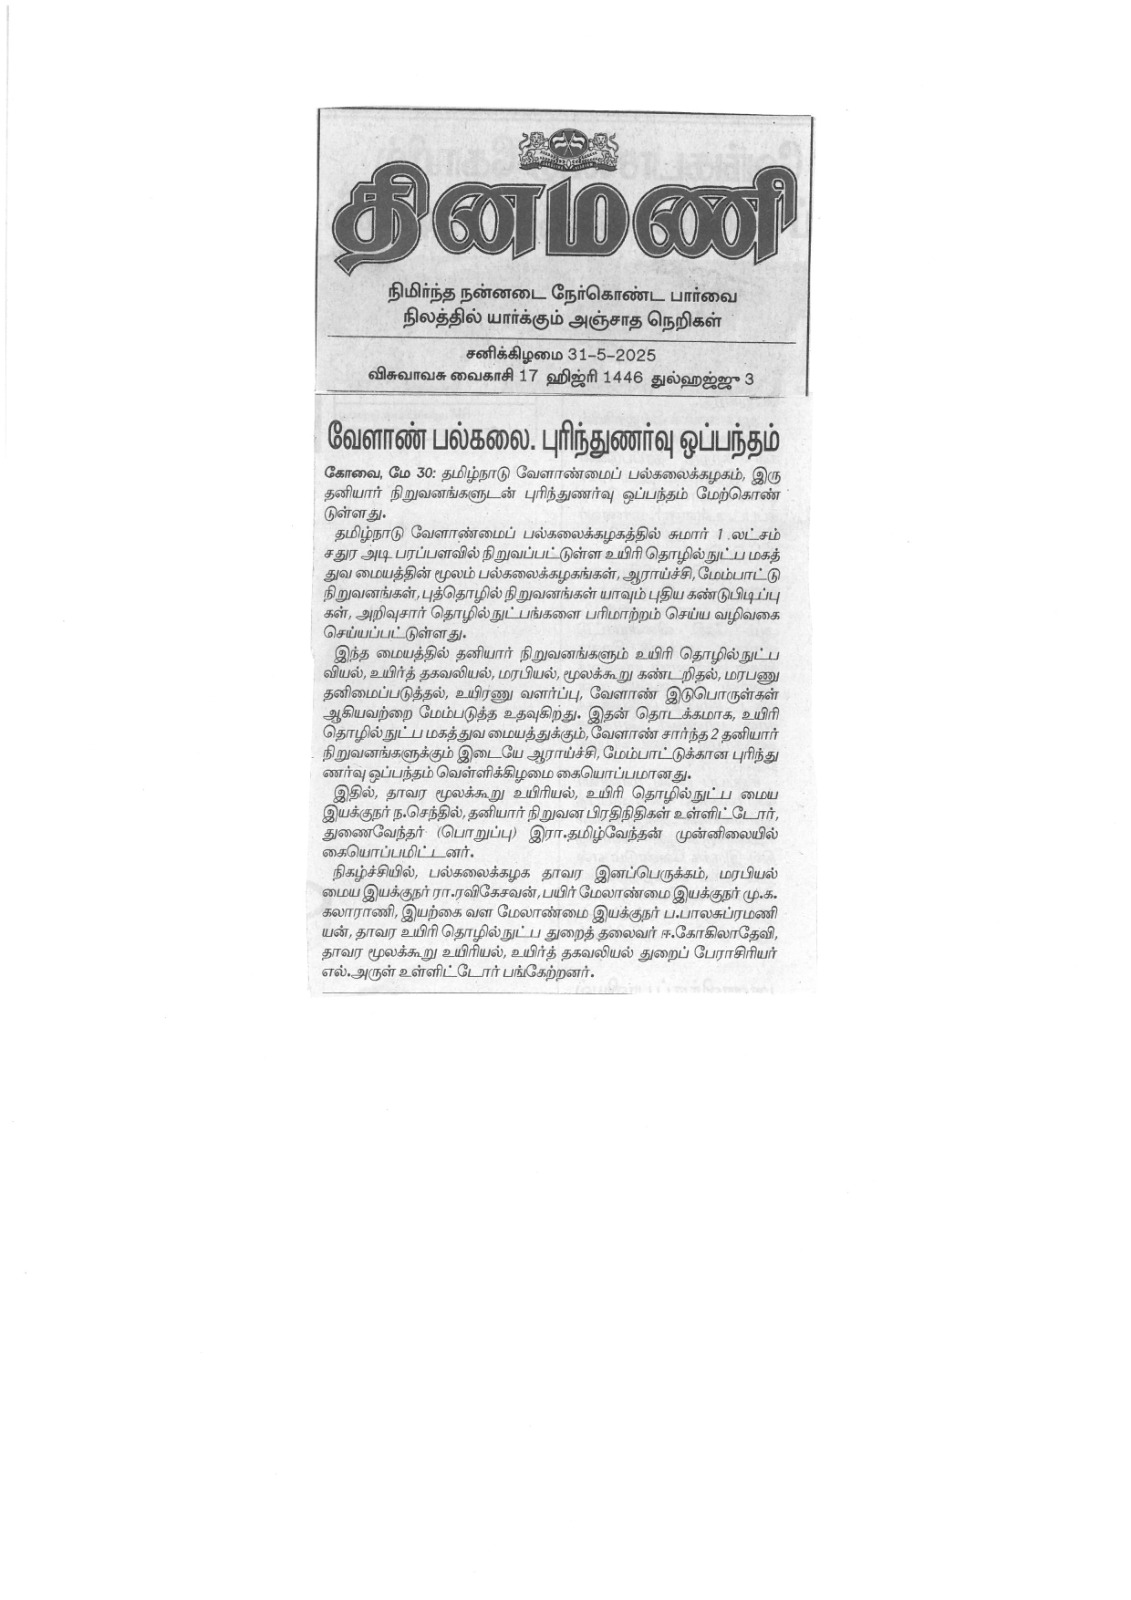 தினமணி
நிமிர்ந்த நன்னடை நேர்கொண்ட பார்வை
நிலத்தில் யார்க்கும் அஞ்சாத நெறிகள்
சனிக்கிழமை 31-5-2025
விசுவாவசு வைகாசி 17 ஹிஜ்ரி 1446 துல்ஹஜ்ஜு 3
வேளாண் பல்கலை. புரிந்துணர்வு ஒப்பந்தம்
கோவை, மே 30: தமிழ்நாடு வேளாண்மைப் பல்கலைக்கழகம், இரு
தனியார் நிறுவனங்களுடன் புரிந்துணர்வு ஒப்பந்தம் மேற்கொண்
டுள்ளது.
தமிழ்நாடு வேளாண்மைப் பல்கலைக்கழகத்தில் சுமார் 1 லட்சம்
சதுர அடி பரப்பளவில் நிறுவப்பட்டுள்ள உயிரி தொழில்நுட்ப மகத்
துவ மையத்தின் மூலம் பல்கலைக்கழகங்கள், ஆராய்ச்சி, மேம்பாட்டு
நிறுவனங்கள், புத்தொழில் நிறுவனங்கள் யாவும் புதிய கண்டுபிடிப்பு
கள், அறிவுசார் தொழில்நுட்பங்களை பரிமாற்றம் செய்ய வழிவகை
செய்யப்பட்டுள்ளது.
இந்த மையத்தில் தனியார் நிறுவனங்களும் உயிரி தொழில்நுட்ப
வியல், உயிர்த் தகவலியல், மரபியல், மூலக்கூறு கண்டறிதல், மரபணு
தனிமைப்படுத்தல், உயிரணு வளர்ப்பு, வேளாண் இடுபொருள்கள்
ஆகியவற்றை மேம்படுத்த உதவுகிறது. இதன் தொடக்கமாக, உயிரி
தொழில்நுட்ப மகத்துவ மையத்துக்கும், வேளாண் சார்ந்த 2 தனியார்
நிறுவனங்களுக்கும் இடையே ஆராய்ச்சி, மேம்பாட்டுக்கான புரிந்து
ணர்வு ஒப்பந்தம் வெள்ளிக்கிழமை கையொப்பமானது.
இதில், தாவர மூலக்கூறு உயிரியல், உயிரி தொழில்நுட்ப மைய
இயக்குநர் ந.செந்தில், தனியார் நிறுவன பிரதிநிதிகள் உள்ளிட்டோர்,
துணைவேந்தர் (பொறுப்பு) இரா.தமிழ்வேந்தன் முன்னிலையில்
கையொப்பமிட்டனர்.
நிகழ்ச்சியில், பல்கலைக்கழக தாவர இனப்பெருக்கம், மரபியல்
மைய இயக்குநர் ரா.ரவிகேசவன், பயிர் மேலாண்மை இயக்குநர் மு.க.
கலாராணி, இயற்கை வள மேலாண்மை இயக்குநர் ப.பாலசுப்ரமணி
யன், தாவர உயிரி தொழில்நுட்ப துறைத் தலைவர் ஈ.கோகிலாதேவி,
தாவர மூலக்கூறு உயிரியல், உயிர்த் தகவலியல் துறைப் பேராசிரியர்
எல்.அருள் உள்ளிட்டோர் பங்கேற்றனர்.